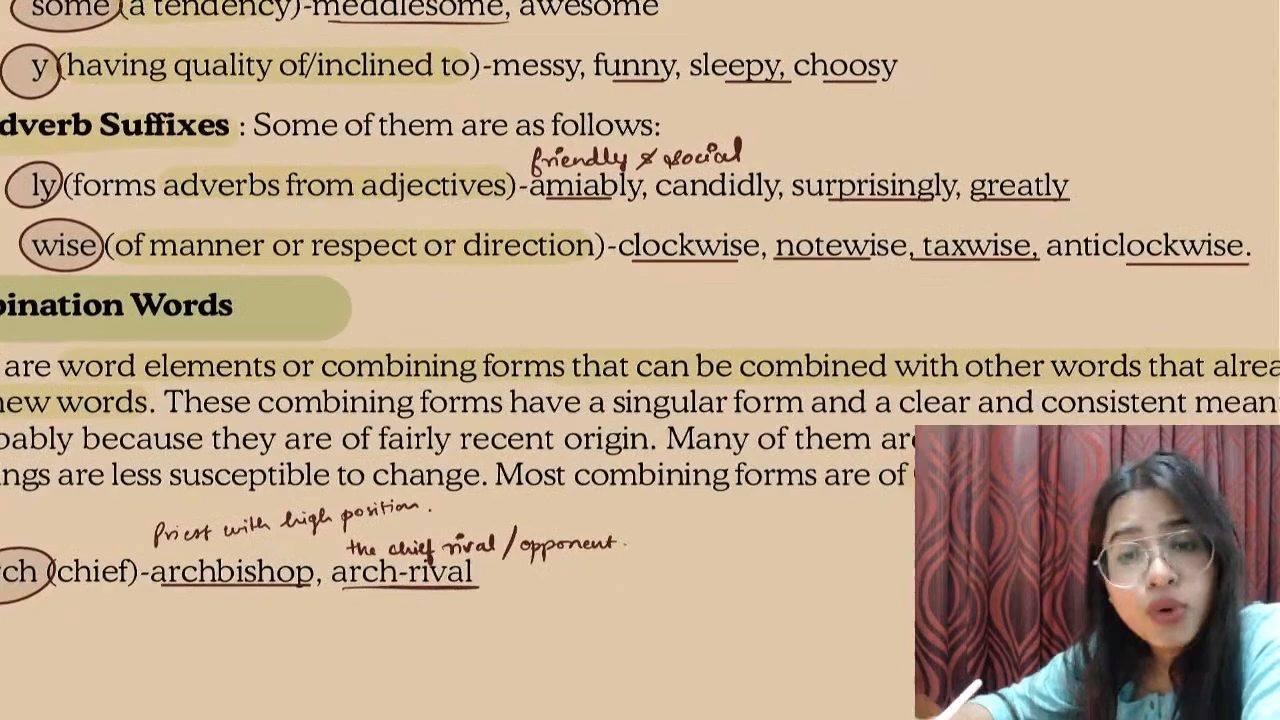 some (a tendency)-meddlesome, awesome
y (having quality of/inclined to)-messy, funny, sleepy, choosy
dverb Suffixes : Some of them are as follows:
friendly & social
ly (forms adverbs from adjectives)-amiably, candidly, surprisingly, greatly
wise (of manner or respect or direction)-clockwise, notewise, taxwise, anticlockwise.
bination Words
are word elements or combining forms that can be combined with other words that alrea
new words. These combining forms have a singular form and a clear and consistent mean
bably because they are of fairly recent origin. Many of them are
ngs are less susceptible to change. Most combining forms are of
Priest with high position.
the chief rival / opponent.
rch (chief)-archbishop, arch-rival